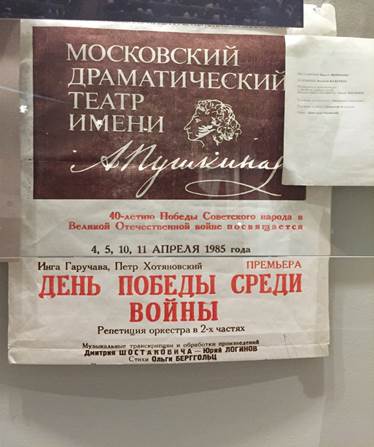 МОСКОВСКИЙ
ДРАМАТИЧЕСКИЙ
ТЕАТР
ИМЕНИ
А. Пушкина
40-летию Победы Советского народа в
Великой Отечественной войне посвящается
4, 5, 10, 11 АПРЕЛЯ 1985 года
Инга Гаручава, Петр Хотяновский ПРЕМЬЕРА
ДЕНЬ ПОБЕДЫ СРЕДИ
ВОЙНЫ
Репетиция оркестра в 2-х частях
Музыкальные транскрипции и обработки произведений
Дмитрия ШОСТАКОВИЧА — Юрий ЛОГИНОВ
Стихи Ольги БЕРГГОЛЬЦ